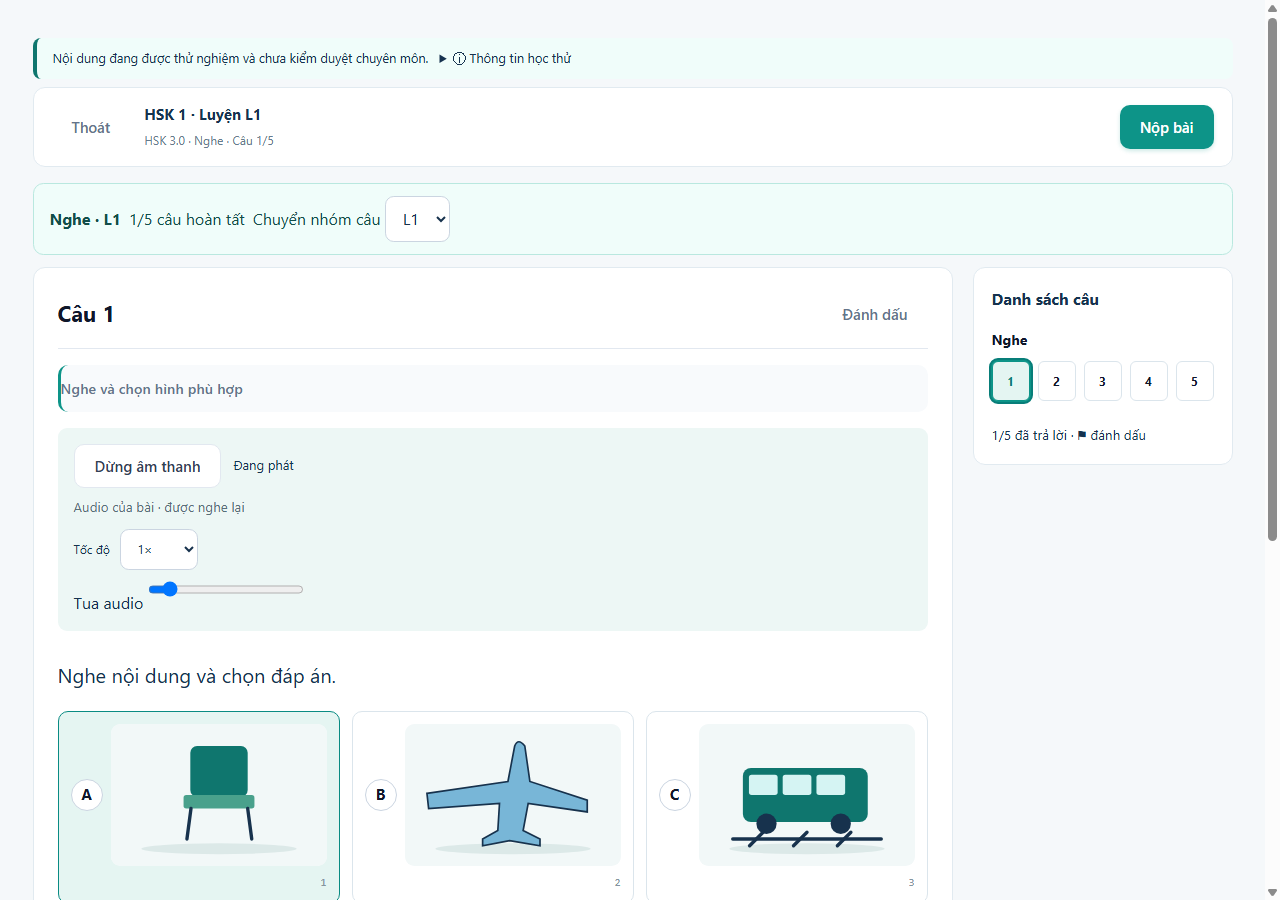 Nội dung đang được thử nghiệm và chưa kiểm duyệt chuyên môn. ▶ ⓘ Thông tin học thử
Thoát
HSK 1 · Luyện L1
HSK 3.0 · Nghe · Câu 1/5
Nộp bài
Nghe · L1 1/5 câu hoàn tất Chuyển nhóm câu L1
Câu 1
Đánh dấu
Nghe và chọn hình phù hợp
Dừng âm thanh
Đang phát
Audio của bài · được nghe lại
Tốc độ 1×
Tua audio
Nghe nội dung và chọn đáp án.
A
1
B
2
C
3
Danh sách câu
Nghe
1 2 3 4 5
1/5 đã trả lời · ⚑ đánh dấu